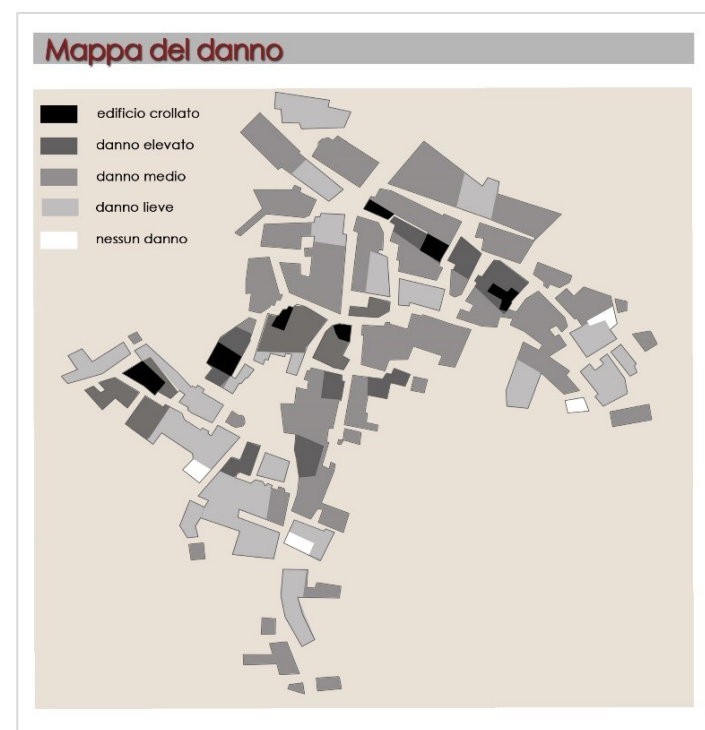 Mappa del danno
edificio crollato
danno elevato
danno medio
danno lieve
nessun danno